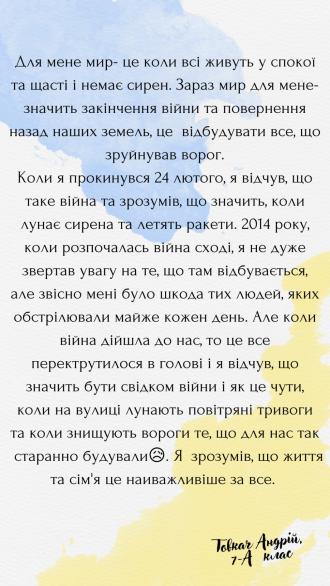 Для мене мир- це коли всі живуть у спокої
та щасті і немає сирен. Зараз мир для мене-
значить закінчення війни та повернення
назад наших земель, це відбудувати все, що
зруйнував ворог.
Коли я прокинувся 24 лютого, я відчув, що
таке війна та зрозумів, що значить, коли
лунає сирена та летять ракети. 2014 року,
коли розпочалась війна сході, я не дуже
звертав увагу на те, що там відбувається,
але звісно мені було шкода тих людей, яких
обстрілювали майже кожен день. Але коли
війна дійшла до нас, то це все
перектрутилося в голові і я відчув, що
значить бути свідком війни і як це чути,
коли на вулиці лунають повітряні тривоги
та коли знищують вороги те, що для нас так
старанно будували😥. Я зрозумів, що життя
та сім'я це наиважливіше за все.
Товкач Андрій,
7-А клас